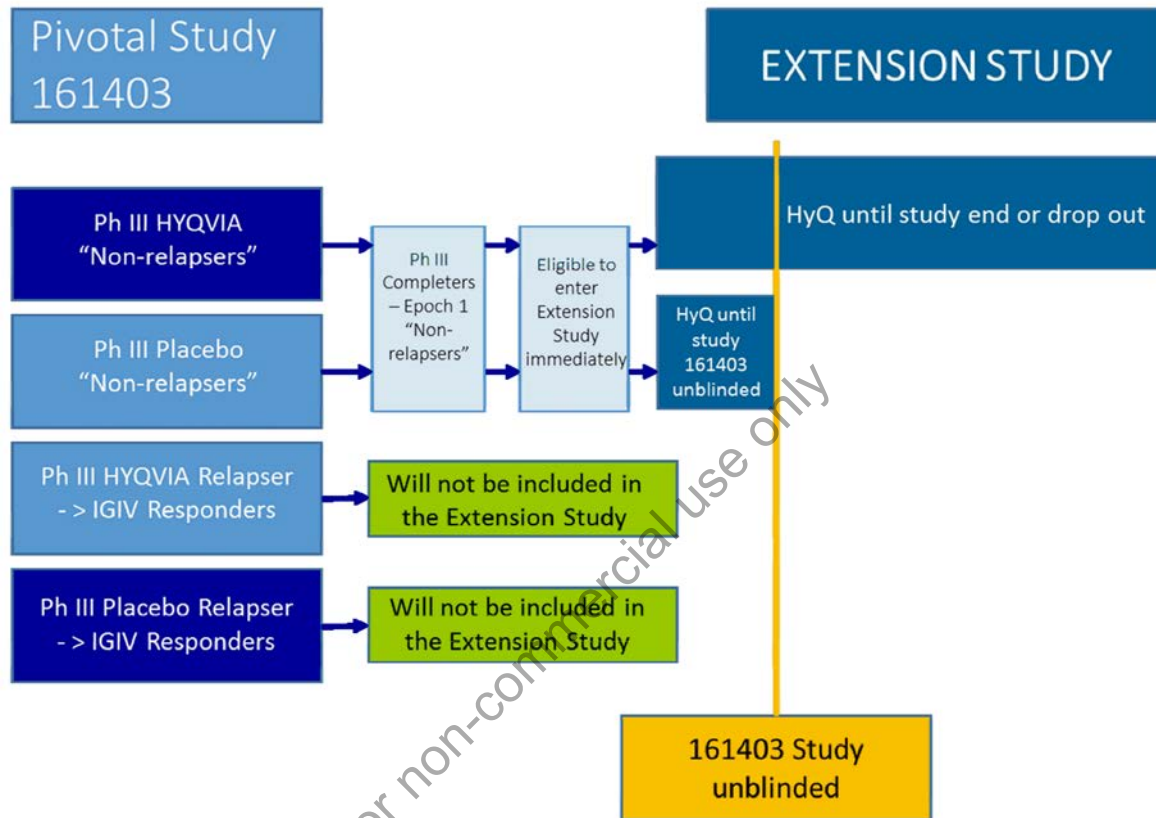 Pivotal Study
161403
EXTENSION STUDY
Ph III HYQVIA
“Non-relapsers”
Ph III
Completers
– Epoch 1
“Non-
relapsers”
Eligible to
enter
Extension
Study
immediately
HyQ until study end or drop out
Ph III Placebo
“Non-relapsers”
HyQ until
study
161403
unblinded
Ph III HYQVIA Relapser
- > IGIV Responders
Will not be included in
the Extension Study
Ph III Placebo Relapser
- > IGIV Responders
Will not be included in
the Extension Study
161403 Study
unblinded
or non-commercial use only